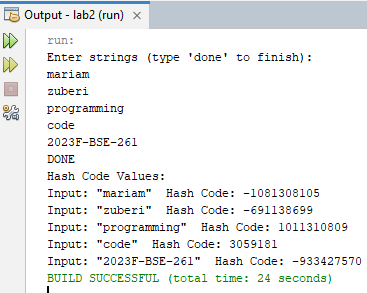 Output - lab2 (run)
run:
Enter strings (type 'done' to finish):
mariam
zuberi
programming
code
2023F-BSE-261
DONE
Hash Code Values:
Input: "mariam"  Hash Code: -1081308105
Input: "zuberi"  Hash Code: -691138699
Input: "programming"  Hash Code: 1011310809
Input: "code"  Hash Code: 3059181
Input: "2023F-BSE-261"  Hash Code: -933427570
BUILD SUCCESSFUL (total time: 24 seconds)